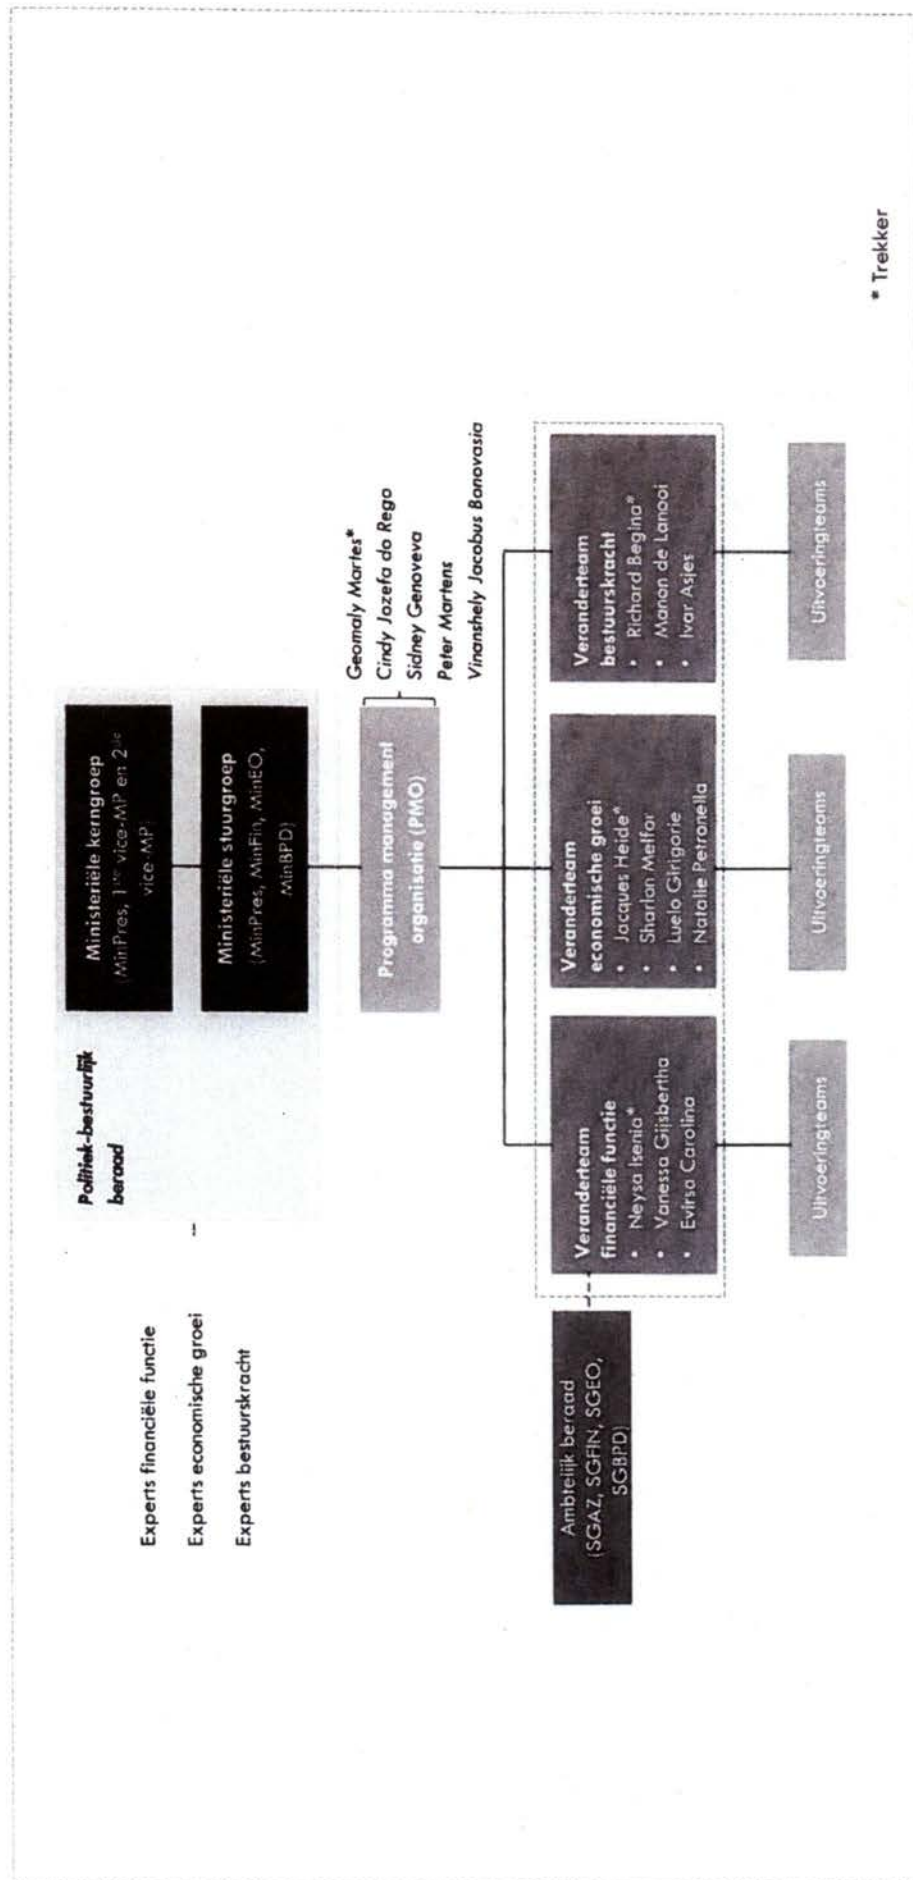 Experts financiële functie
Experts economische groei
Experts bestuurskracht
Politiek-bestuurlijk
beraad
Ministeriële kerngroep
(MinPres, 1ste vice-MP en 2de
vice-MP)
Ministeriële stuurgroep
(MinPres, MinFin, MinEO,
MinBPD)
Programma management
organisatie (PMO)
Geomaly Martes*
Cindy Jozefa do Rego
Sidney Genoveva
Peter Martens
Vinanshely Jacobus Bonovasia
Ambtelijk beraad
(SGAZ, SGFIN, SGEO,
SGBPD)
Veranderteam
financiële functie
• Neysa Isenia*
• Vanessa Gijsbertha
• Evirsa Carolina
Veranderteam
economische groei
• Jacques Heide*
• Sharlon Melfor
• Luelo Girigorie
• Natalie Petronella
Veranderteam
bestuurskracht
• Richard Begina*
• Manon de Lanooi
• Ivar Asjes
Uitvoeringteams
Uitvoeringteams
Uitvoeringteams
* Trekker